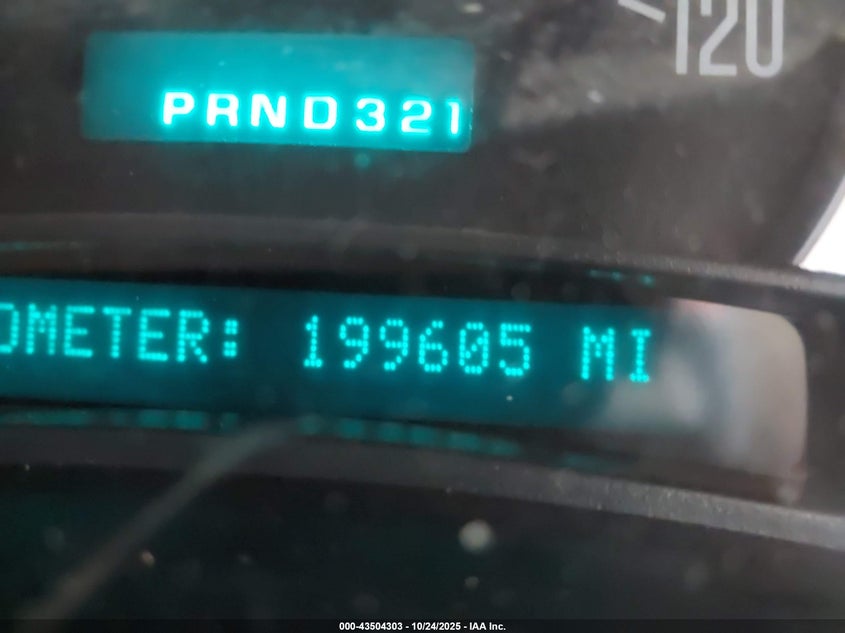 120
PRND321
OMETER: 199605 MI
000-43504303 - 10/24/2025 - IAA Inc.